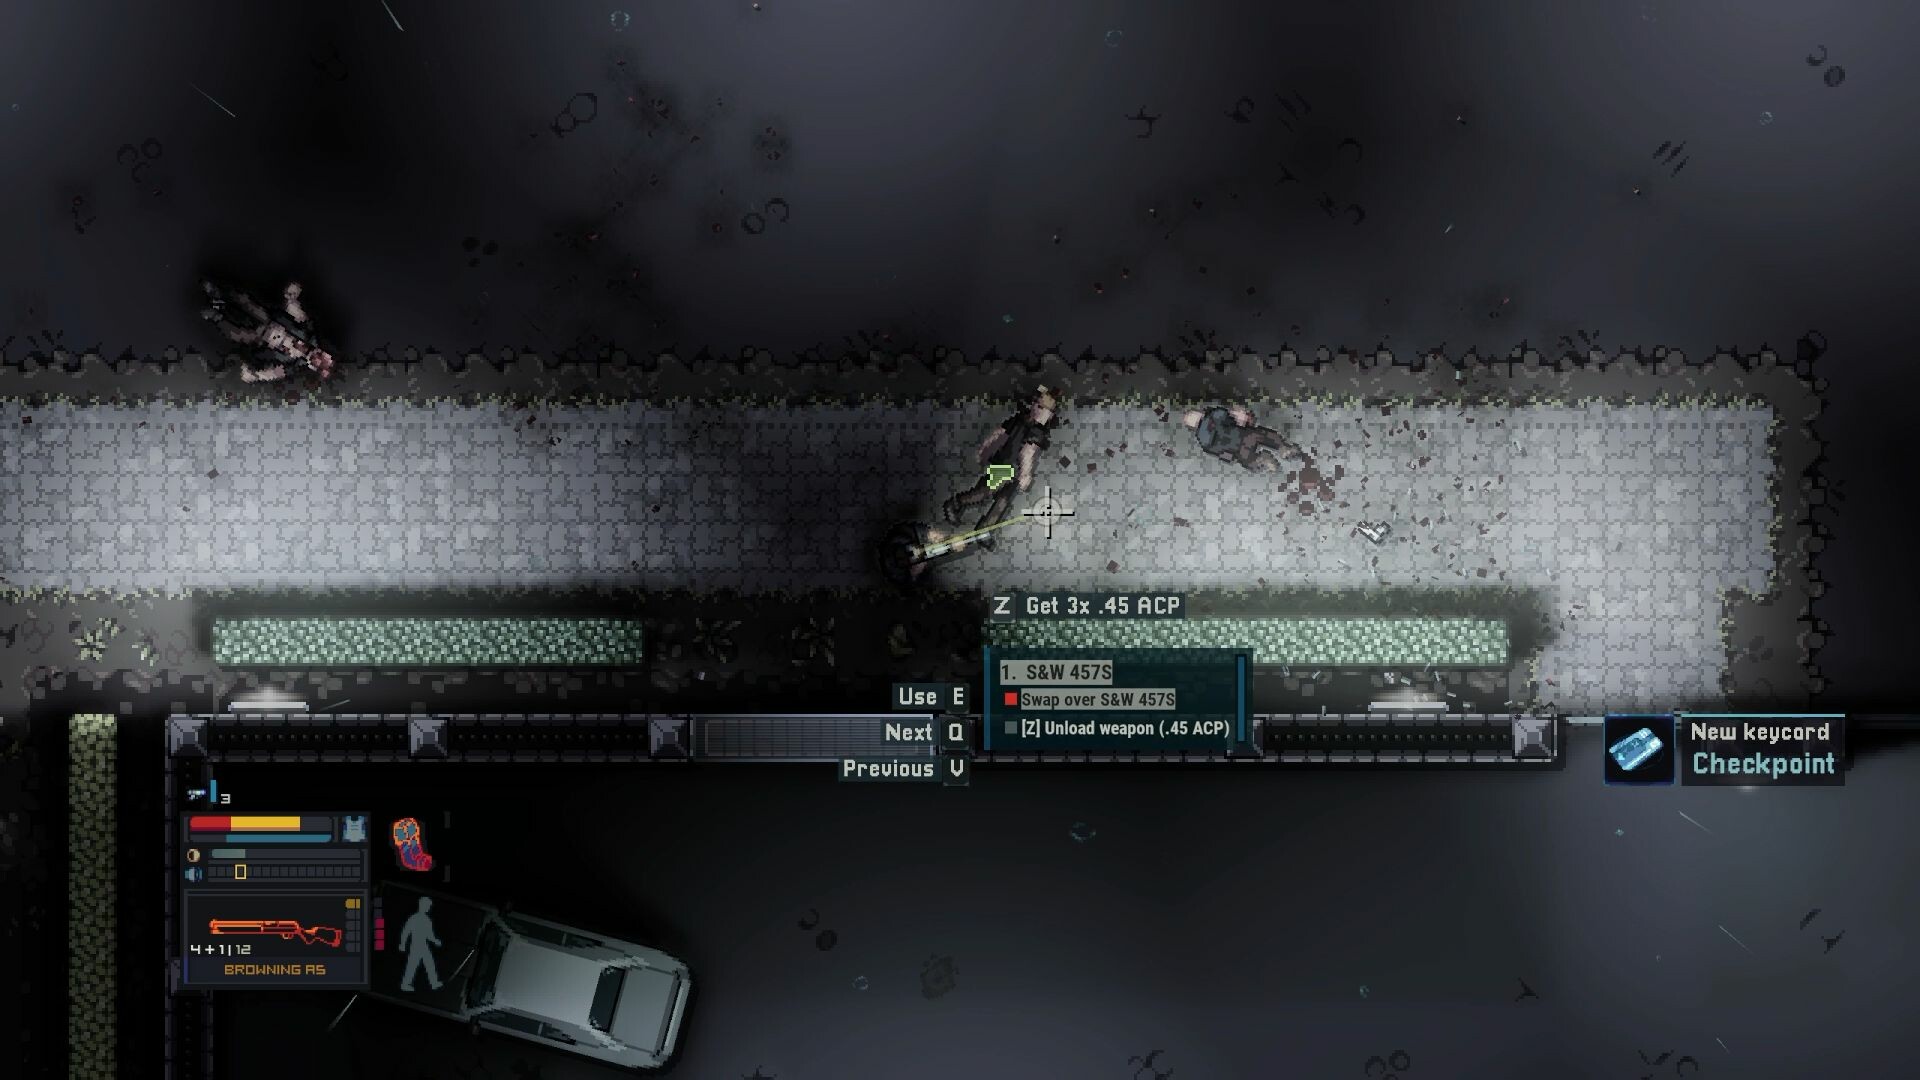 Z Get 3x .45 ACP
1. S&W 457S
Swap over S&W 457S
[Z] Unload weapon (.45 ACP)
Use E
Next Q
Previous V
New keycard
Checkpoint
3
4+1|12
BROWNING A5